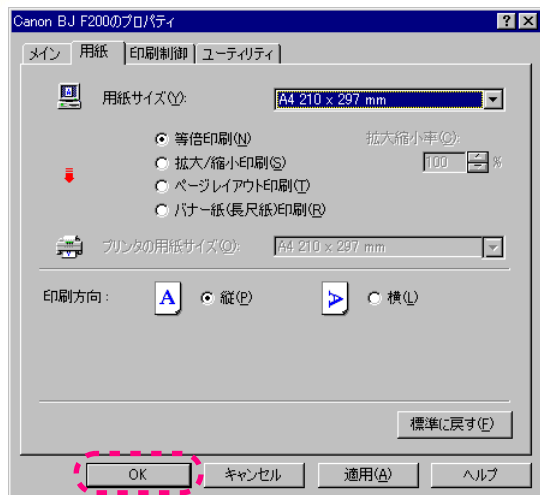 Canon BJ F200のプロパティ
メイン 用紙 印刷制御 ユーティリティ
用紙サイズ(Y): A4 210 x 297 mm
等倍印刷(N) 拡大縮小率(C):
拡大/縮小印刷(S) 100 %
ページレイアウト印刷(T)
バナー紙(長尺紙)印刷(R)
プリンタの用紙サイズ(O): A4 210 x 297 mm
印刷方向: A 縦(P) A 横(L)
標準に戻す(F)
OK キャンセル 適用(A) ヘルプ